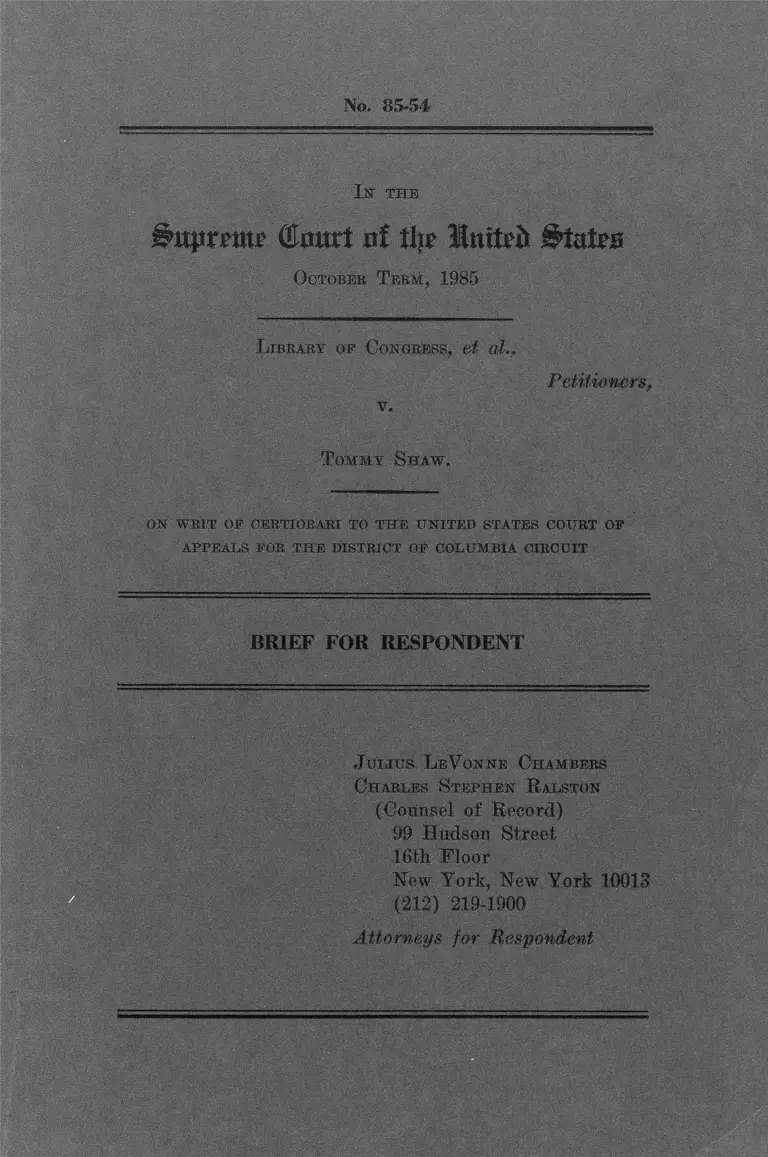 No. 85-54
In the
Supreme Court of the United States
October Term, 1985
Library of Congress, et al.,
Petitioners,
v.
Tommy Shaw.
ON WRIT OF CERTIORARI TO THE UNITED STATES COURT OF
APPEALS FOR THE DISTRICT OF COLUMBIA CIRCUIT
BRIEF FOR RESPONDENT
Julius LeVonne Chambers
Charles Stephen Ralston
(Counsel of Record)
99 Hudson Street
16th Floor
New York, New York 10013
(212) 219-1900
Attorneys for Respondent